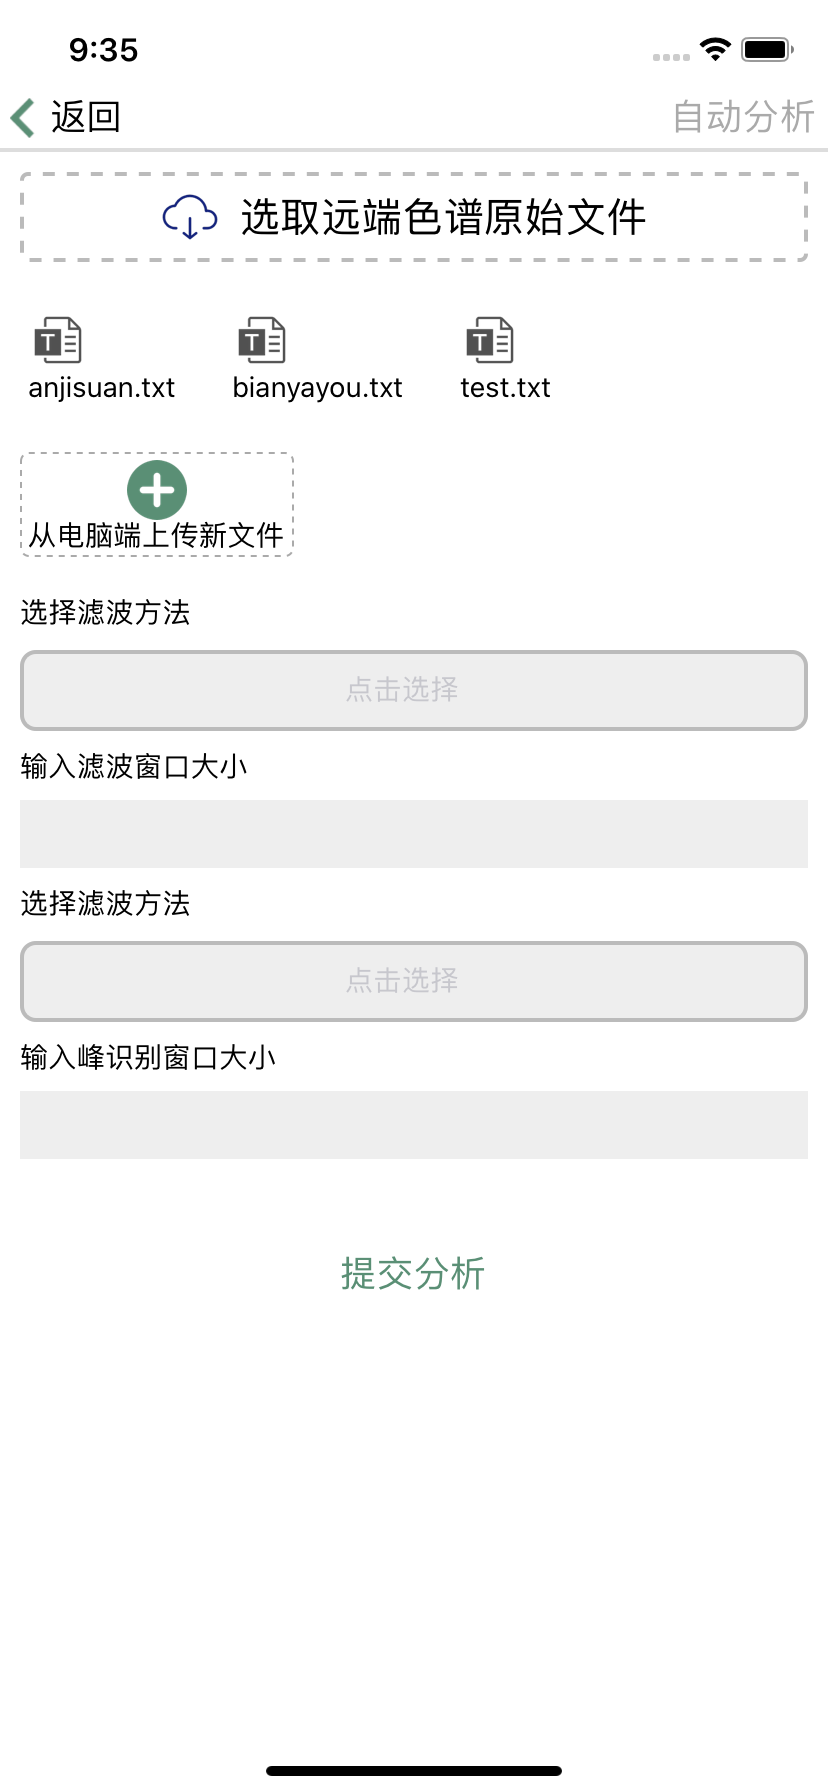 9:35
返回
自动分析
选取远端色谱原始文件
T
T
T
anjisuan.txt
bianyayou.txt
test.txt
从电脑端上传新文件
选择滤波方法
点击选择
输入滤波窗口大小
选择滤波方法
点击选择
输入峰识别窗口大小
提交分析